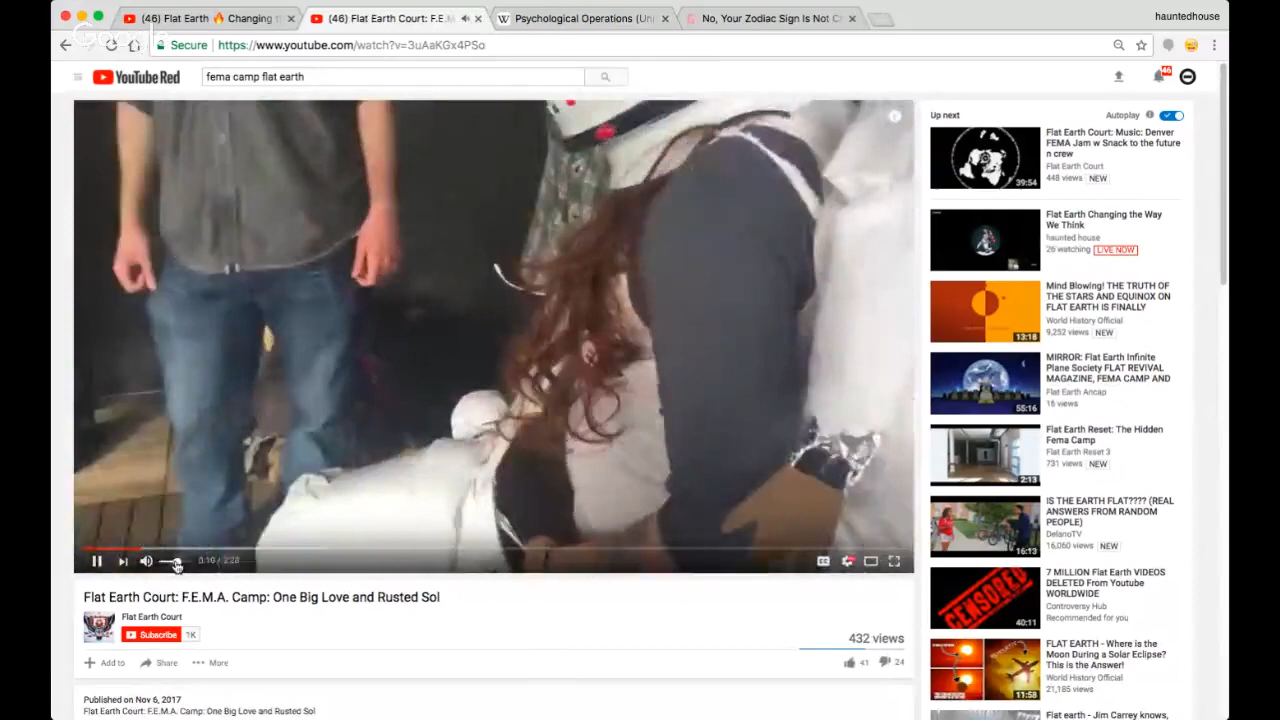 (46) Flat Earth 🔥 Changing t
(46) Flat Earth Court: F.E.M.
Psychological Operations (Un
No, Your Zodiac Sign Is Not C
hauntedhouse
Google
Secure
https://www.youtube.com/watch?v=3uAaKGx4PSo
YouTube Red
fema camp flat earth
46
Up next
Autoplay
Flat Earth Court: Music: Denver
FEMA Jam w Snack to the future
n crew
Flat Earth Court
448 views NEW
39:54
Flat Earth Changing the Way
We Think
haunted house
26 watching LIVE NOW
Mind Blowing! THE TRUTH OF
THE STARS AND EQUINOX ON
FLAT EARTH IS FINALLY
World History Official
9,252 views NEW
13:18
MIRROR: Flat Earth Infinite
Plane Society FLAT REVIVAL
MAGAZINE, FEMA CAMP AND
Flat Earth Ancap
16 views
55:16
Flat Earth Reset: The Hidden
Fema Camp
Flat Earth Reset 3
731 views NEW
2:13
IS THE EARTH FLAT???? (REAL
ANSWERS FROM RANDOM
PEOPLE)
DelanoTV
16,060 views NEW
16:13
7 MILLION Flat Earth VIDEOS
DELETED From Youtube
WORLDWIDE
Controversy Hub
Recommended for you
CENSORED
40:11
FLAT EARTH - Where is the
Moon During a Solar Eclipse?
This is the Answer!
World History Official
21,185 views
11:58
Flat earth - Jim Carrey knows,
0:10 / 2:28
Flat Earth Court: F.E.M.A. Camp: One Big Love and Rusted Sol
Flat Earth Court
Subscribe 1K
432 views
Add to
Share
More
41
24
Published on Nov 6, 2017
Flat Earth Court: F.E.M.A. Camp: One Big Love and Rusted Sol